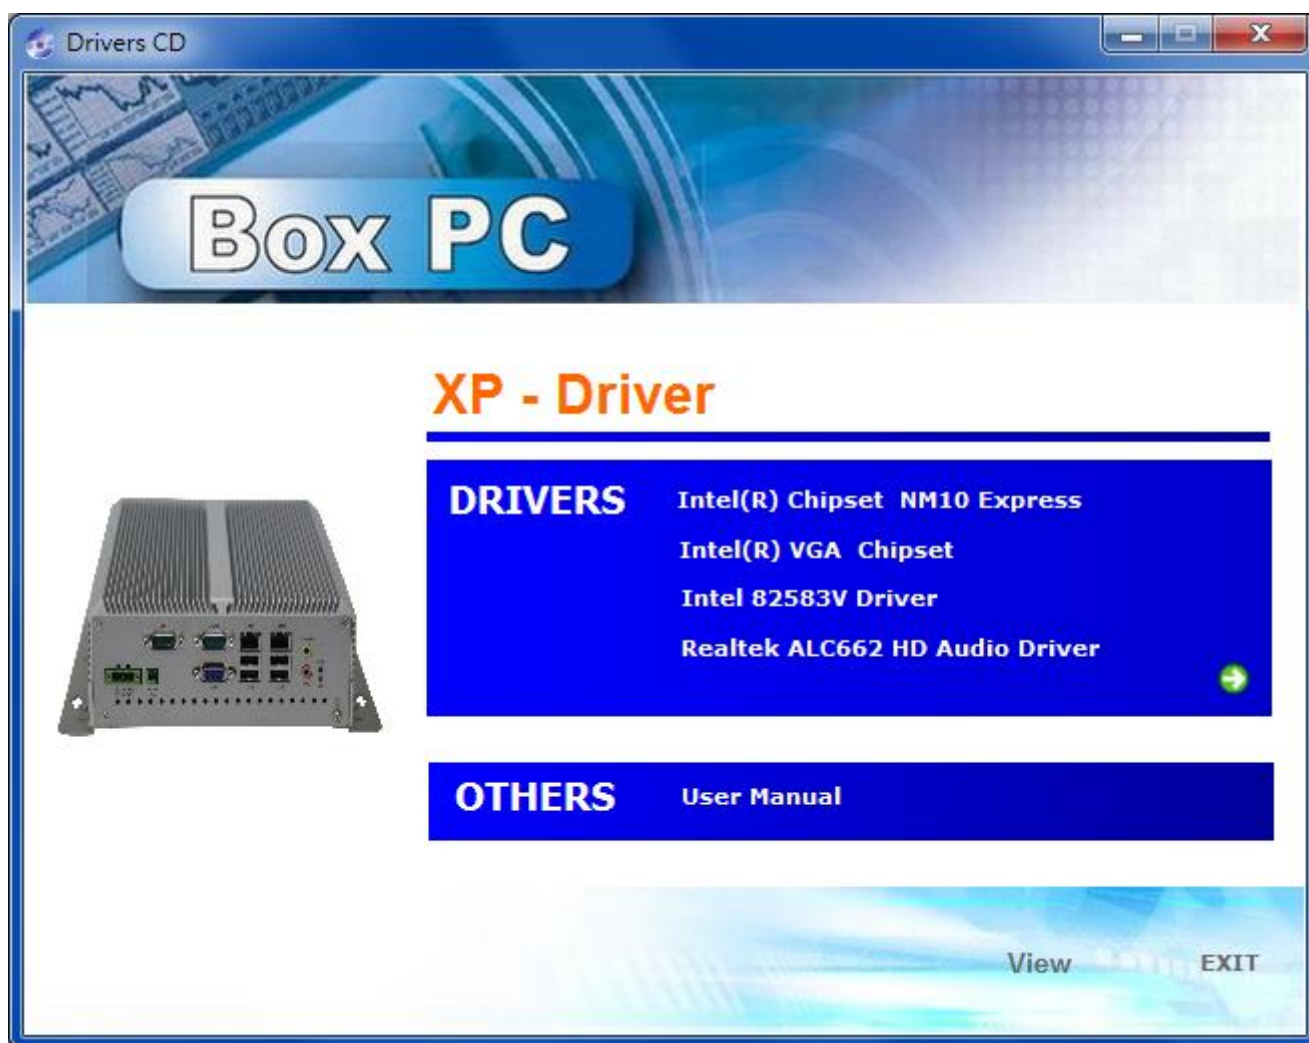 Drivers CD
Box PC
XP - Driver
DRIVERS
Intel(R) Chipset  NM10 Express
Intel(R) VGA  Chipset
Intel 82583V Driver
Realtek ALC662 HD Audio Driver
OTHERS
User Manual
View
EXIT